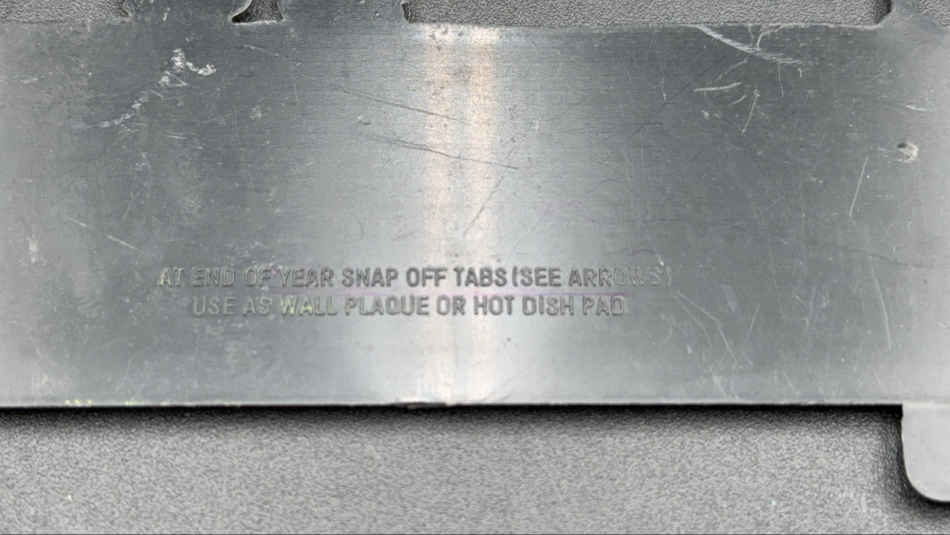 AT END OF YEAR SNAP OFF TABS (SEE ARROWS)
USE AS WALL PLAQUE OR HOT DISH PAD